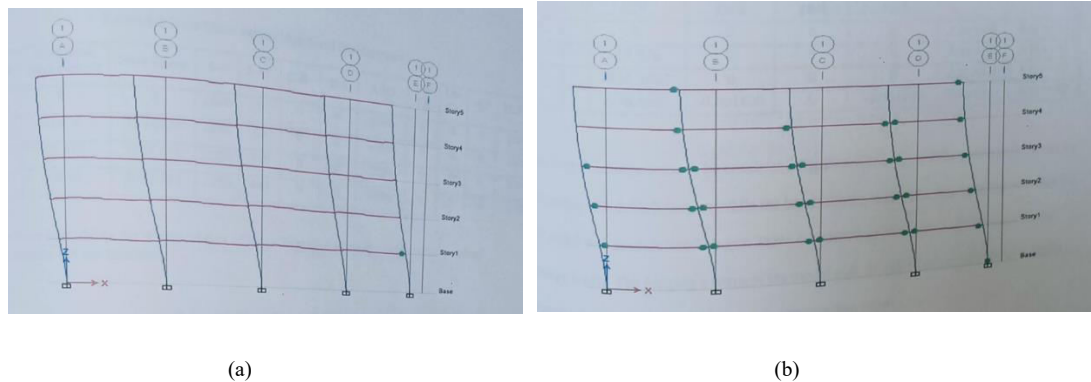 1 1 1 1 1 1
A B C D E F
Story5
Story4
Story3
Story2
Story1
Base
Z
X
(a)
1 1 1 1 1 1
A B C D E F
Story5
Story4
Story3
Story2
Story1
Base
Z
X
(b)